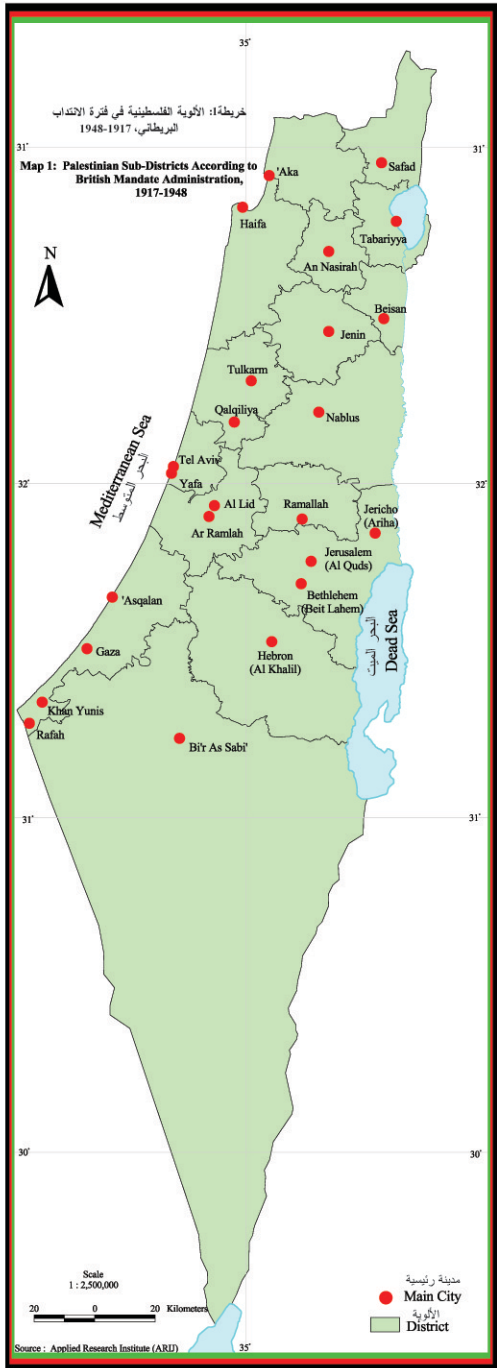 35°
خريطة1: الألوية الفلسطينية في فترة الانتداب
البريطاني، 1917-1948
31°
31°
Map 1: Palestinian Sub-Districts According to
British Mandate Administration,
1917-1948
'Aka
Safad
Haifa
Tabariyya
N
An Nasirah
Beisan
Jenin
Tulkarm
Qalqiliya
Nablus
Mediterranean Sea
البحر المتوسط
Tel Aviv
Yafa
32°
32°
Al Lid
Ramallah
Jericho
(Ariha)
Ar Ramlah
Jerusalem
(Al Quds)
Bethlehem
(Beit Lahem)
'Asqalan
البحر الميت
Dead Sea
Gaza
Hebron
(Al Khalil)
Khan Yunis
Rafah
Bi'r As Sabi'
31°
31°
30°
30°
Scale
1 : 2,500,000
20 0 20 Kilometers
مدينة رئيسية
Main City
الألوية
District
Source : Applied Research Institute (ARIJ)
35°